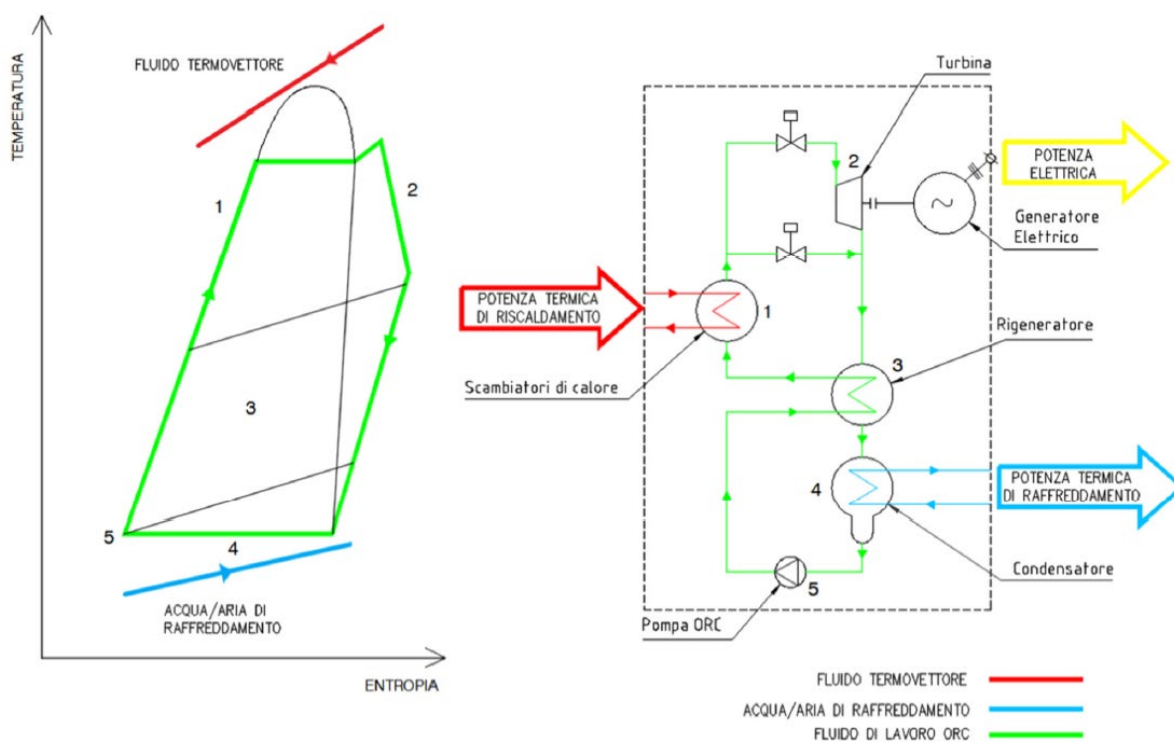 TEMPERATURA
FLUIDO TERMOVETTORE
1
2
3
5
4
ACQUA/ARIA DI
RAFFREDDAMENTO
ENTROPIA
Turbina
2
POTENZA
ELETTRICA
~
Generatore
Elettrico
POTENZA TERMICA
DI RISCALDAMENTO
1
Scambiatori di calore
Rigeneratore
3
4
POTENZA TERMICA
DI RAFFREDDAMENTO
Condensatore
5
Pompa ORC
FLUIDO TERMOVETTORE
ACQUA/ARIA DI RAFFREDDAMENTO
FLUIDO DI LAVORO ORC